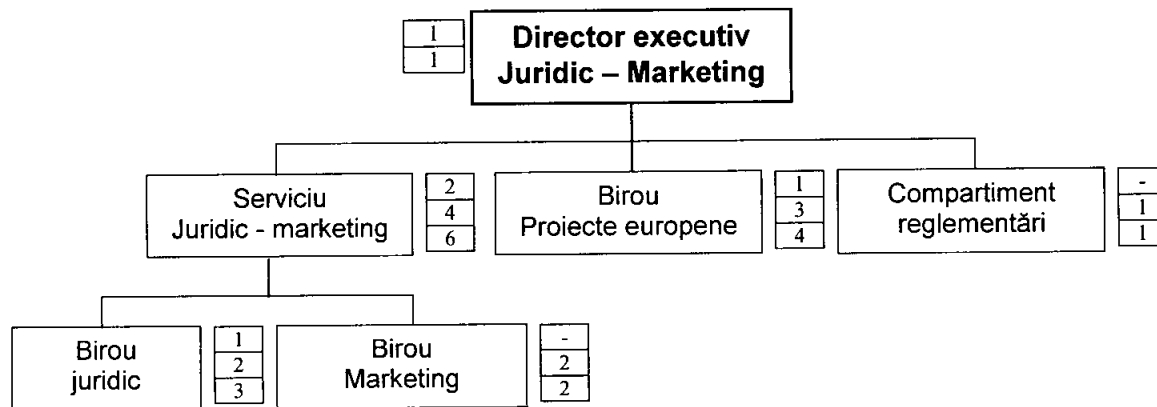 1
1
Director executiv
Juridic – Marketing
Serviciu
Juridic - marketing
2
4
6
Birou
Proiecte europene
1
3
4
Compartiment
reglementări
-
1
1
Birou
juridic
1
2
3
Birou
Marketing
-
2
2